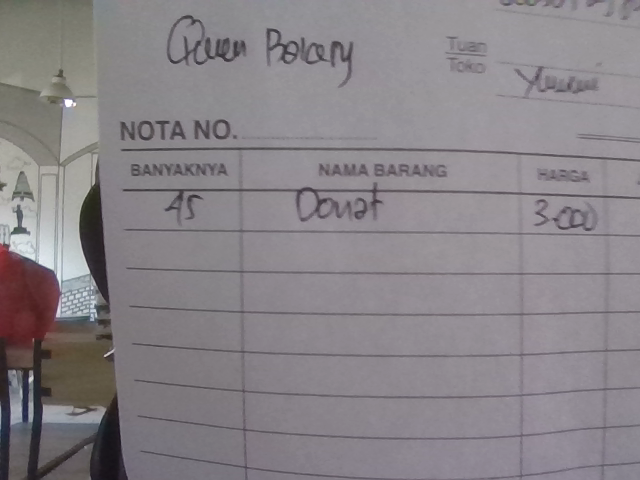 Queen Bakery
Tuan
Toko
NOTA NO.
BANYAKNYA NAMA BARANG HARGA
45 Donat 3.000